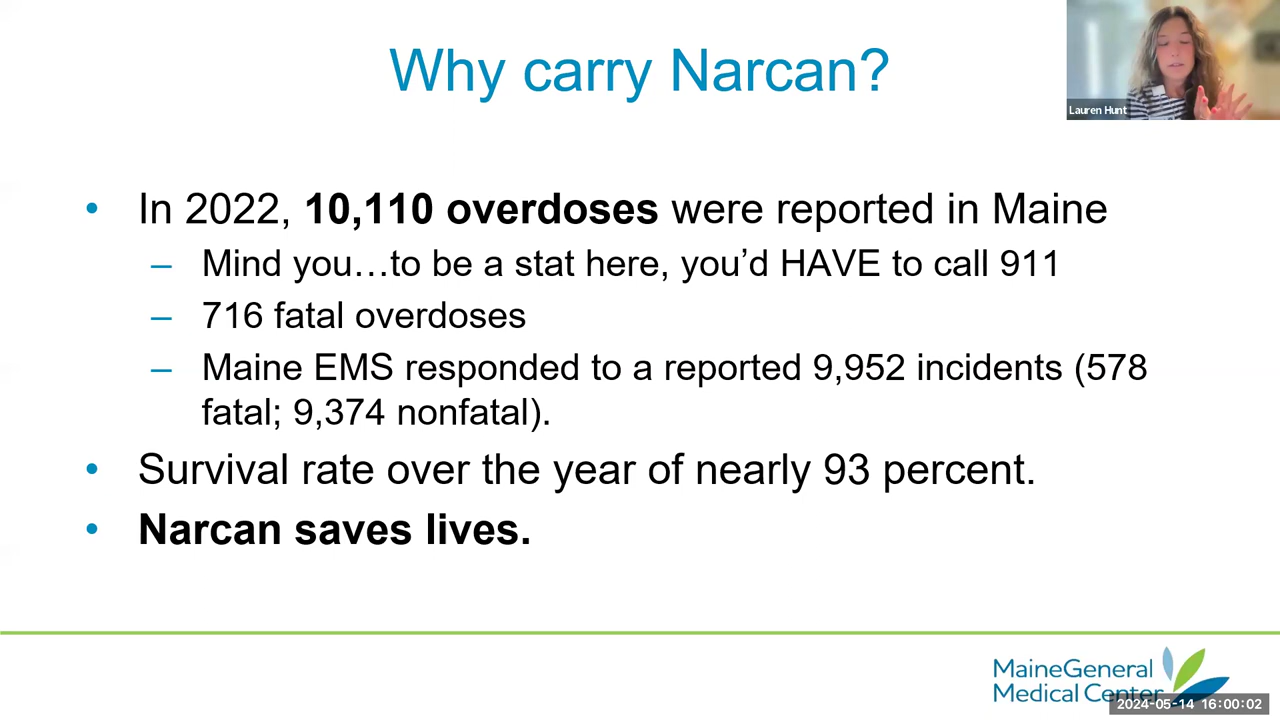 Why carry Narcan?
Lauren Hunt
• In 2022, 10,110 overdoses were reported in Maine
– Mind you…to be a stat here, you’d HAVE to call 911
– 716 fatal overdoses
– Maine EMS responded to a reported 9,952 incidents (578
fatal; 9,374 nonfatal).
• Survival rate over the year of nearly 93 percent.
• Narcan saves lives.
MaineGeneral
Medical Center
2024-05-14 16:00:02